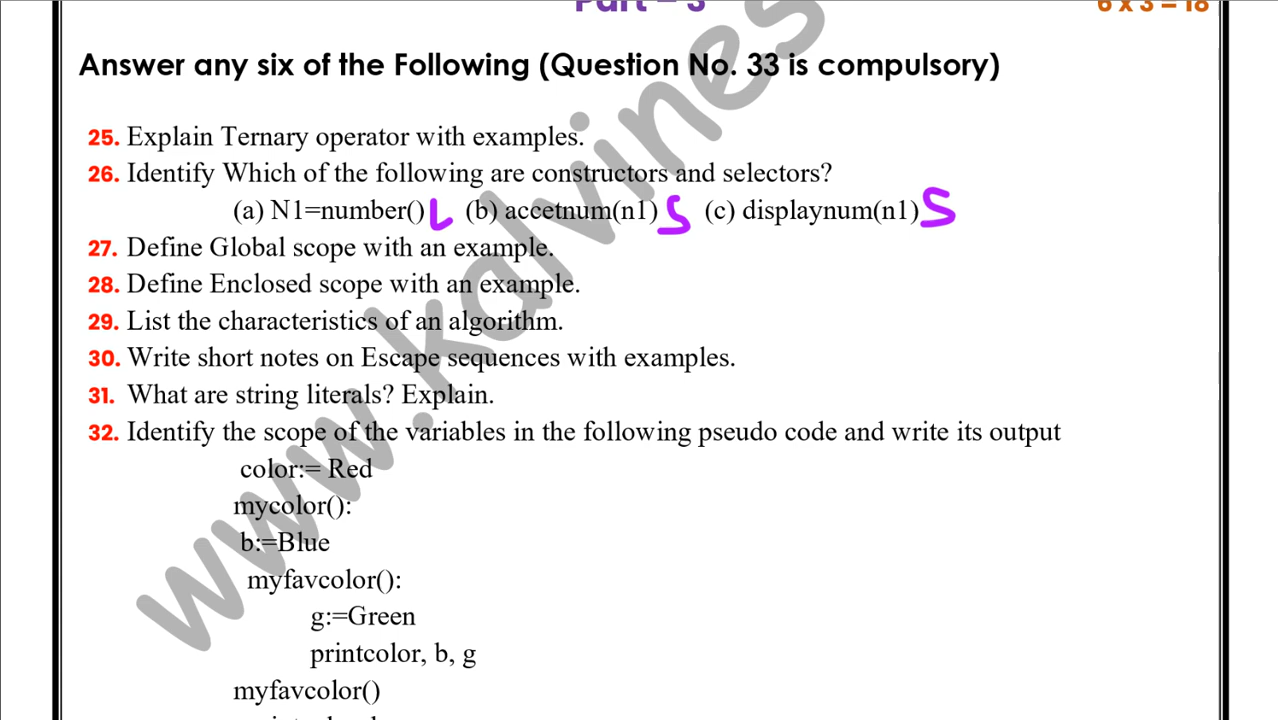 Part – 3
6 x 3 = 18
Answer any six of the Following (Question No. 33 is compulsory)
25. Explain Ternary operator with examples.
26. Identify Which of the following are constructors and selectors?
(a) N1=number() L (b) accetnum(n1) S (c) displaynum(n1) S
27. Define Global scope with an example.
28. Define Enclosed scope with an example.
29. List the characteristics of an algorithm.
30. Write short notes on Escape sequences with examples.
31. What are string literals? Explain.
32. Identify the scope of the variables in the following pseudo code and write its output
color:= Red
mycolor():
b:=Blue
myfavcolor():
g:=Green
printcolor, b, g
myfavcolor()
www.kalvines